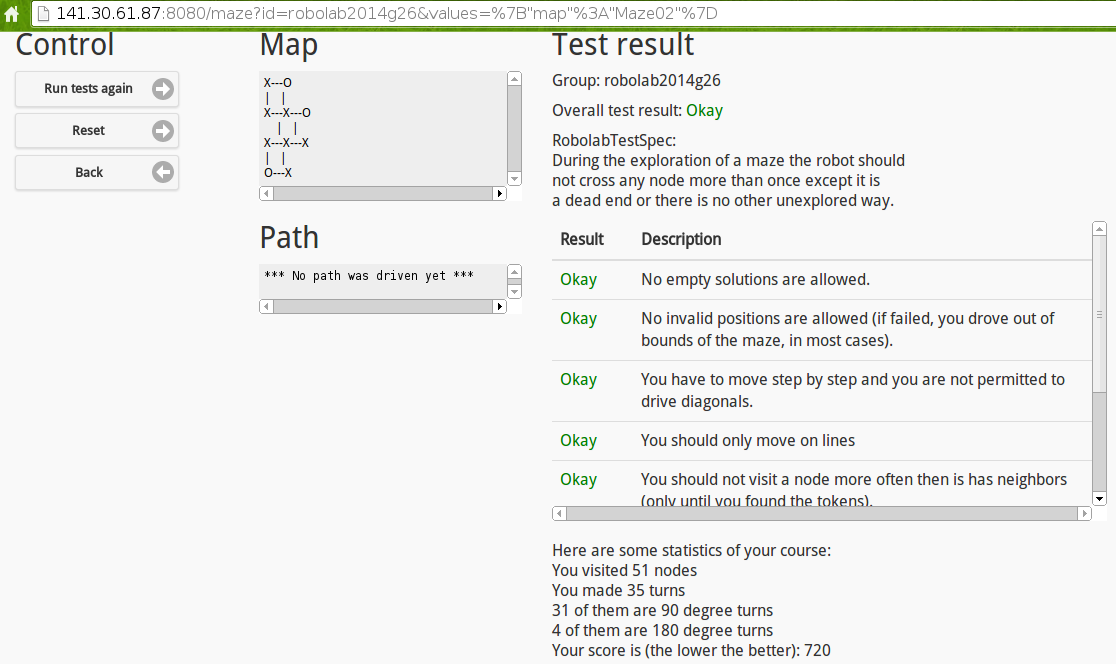 141.30.61.87:8080/maze?id=robolab2014g26&values=%7B"map"%3A"Maze02"%7D
Control
Run tests again
Reset
Back
Map
X---O
|   |
X---X---O
    |   |
X---X---X
|   |
O---X
Path
*** No path was driven yet ***
Test result
Group: robolab2014g26
Overall test result: Okay
RobolabTestSpec:
During the exploration of a maze the robot should
not cross any node more than once except it is
a dead end or there is no other unexplored way.
Result Description
Okay No empty solutions are allowed.
Okay No invalid positions are allowed (if failed, you drove out of
bounds of the maze, in most cases).
Okay You have to move step by step and you are not permitted to
drive diagonals.
Okay You should only move on lines
Okay You should not visit a node more often then is has neighbors
(only until you found the tokens).
Here are some statistics of your course:
You visited 51 nodes
You made 35 turns
31 of them are 90 degree turns
4 of them are 180 degree turns
Your score is (the lower the better): 720